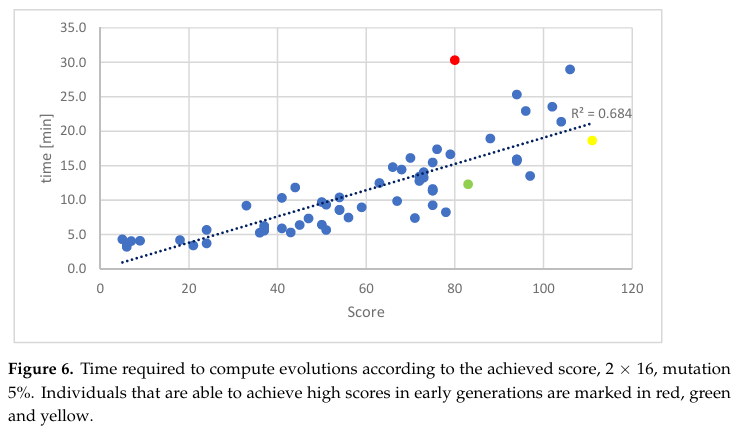 35.0
30.0
25.0
20.0
15.0
10.0
5.0
0.0
time [min]
R² = 0.684
0 20 40 60 80 100 120
Score
Figure 6. Time required to compute evolutions according to the achieved score, 2 × 16, mutation
5%. Individuals that are able to achieve high scores in early generations are marked in red, green
and yellow.